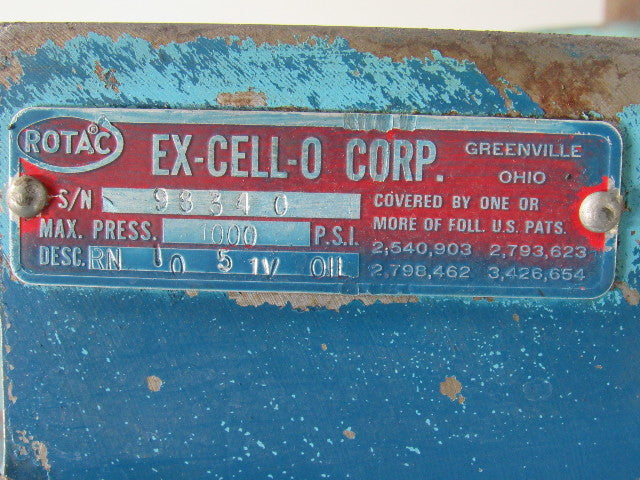 ROTAC ® EX-CELL-O CORP. GREENVILLE OHIO
S/N 98340
MAX. PRESS. 1000 P.S.I.
DESC. RN 10 5 1V OIL
COVERED BY ONE OR
MORE OF FOLL. U.S. PATS.
2,540,903 2,793,623
2,798,462 3,426,654